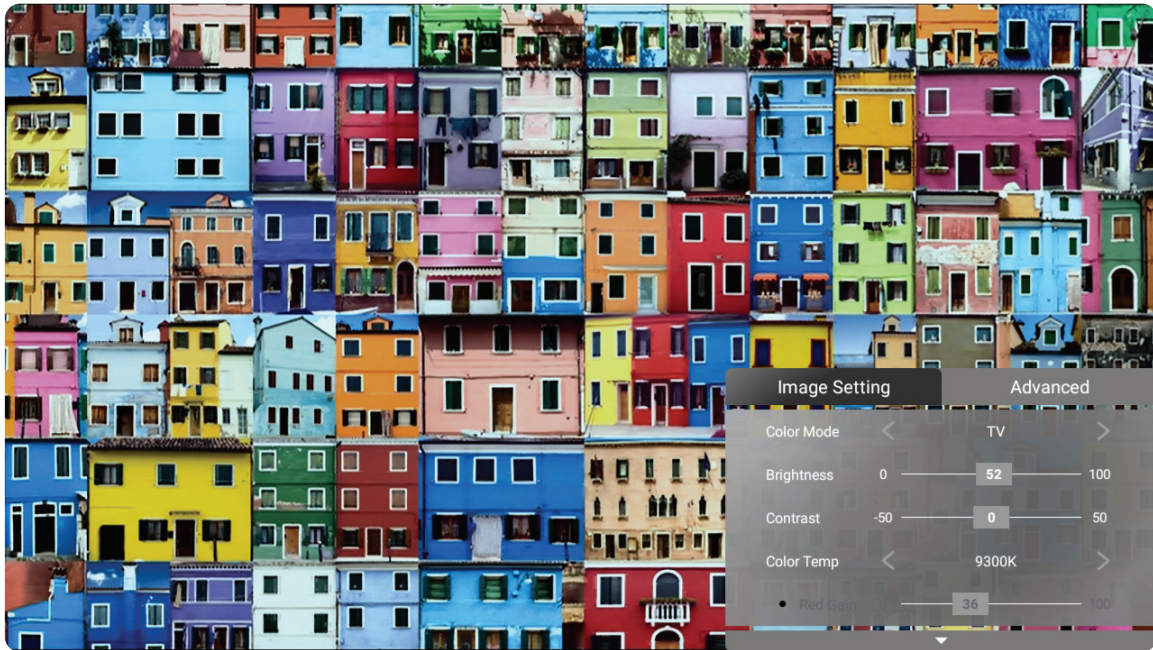 Image Setting Advanced
Color Mode TV
Brightness 0 52 100
Contrast -50 0 50
Color Temp 9300K
Red Gain 36 100